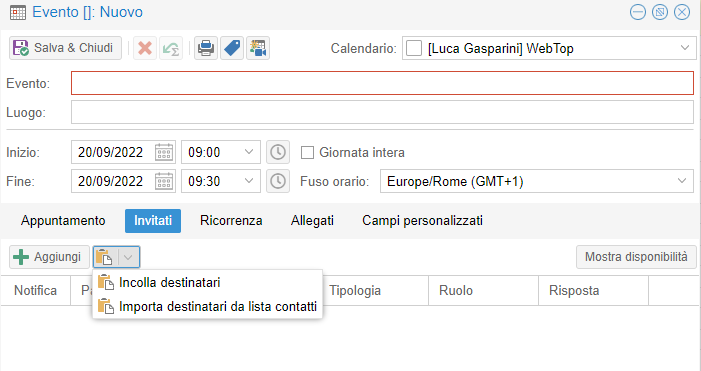 Evento []: Nuovo
Salva & Chiudi
Calendario: [Luca Gasparini] WebTop
Evento:
Luogo:
Inizio: 20/09/2022 09:00 Giornata intera
Fine: 20/09/2022 09:30 Fuso orario: Europe/Rome (GMT+1)
Appuntamento Invitati Ricorrenza Allegati Campi personalizzati
Aggiungi Mostra disponibilità
Incolla destinatari
Importa destinatari da lista contatti
Notifica Tipologia Ruolo Risposta